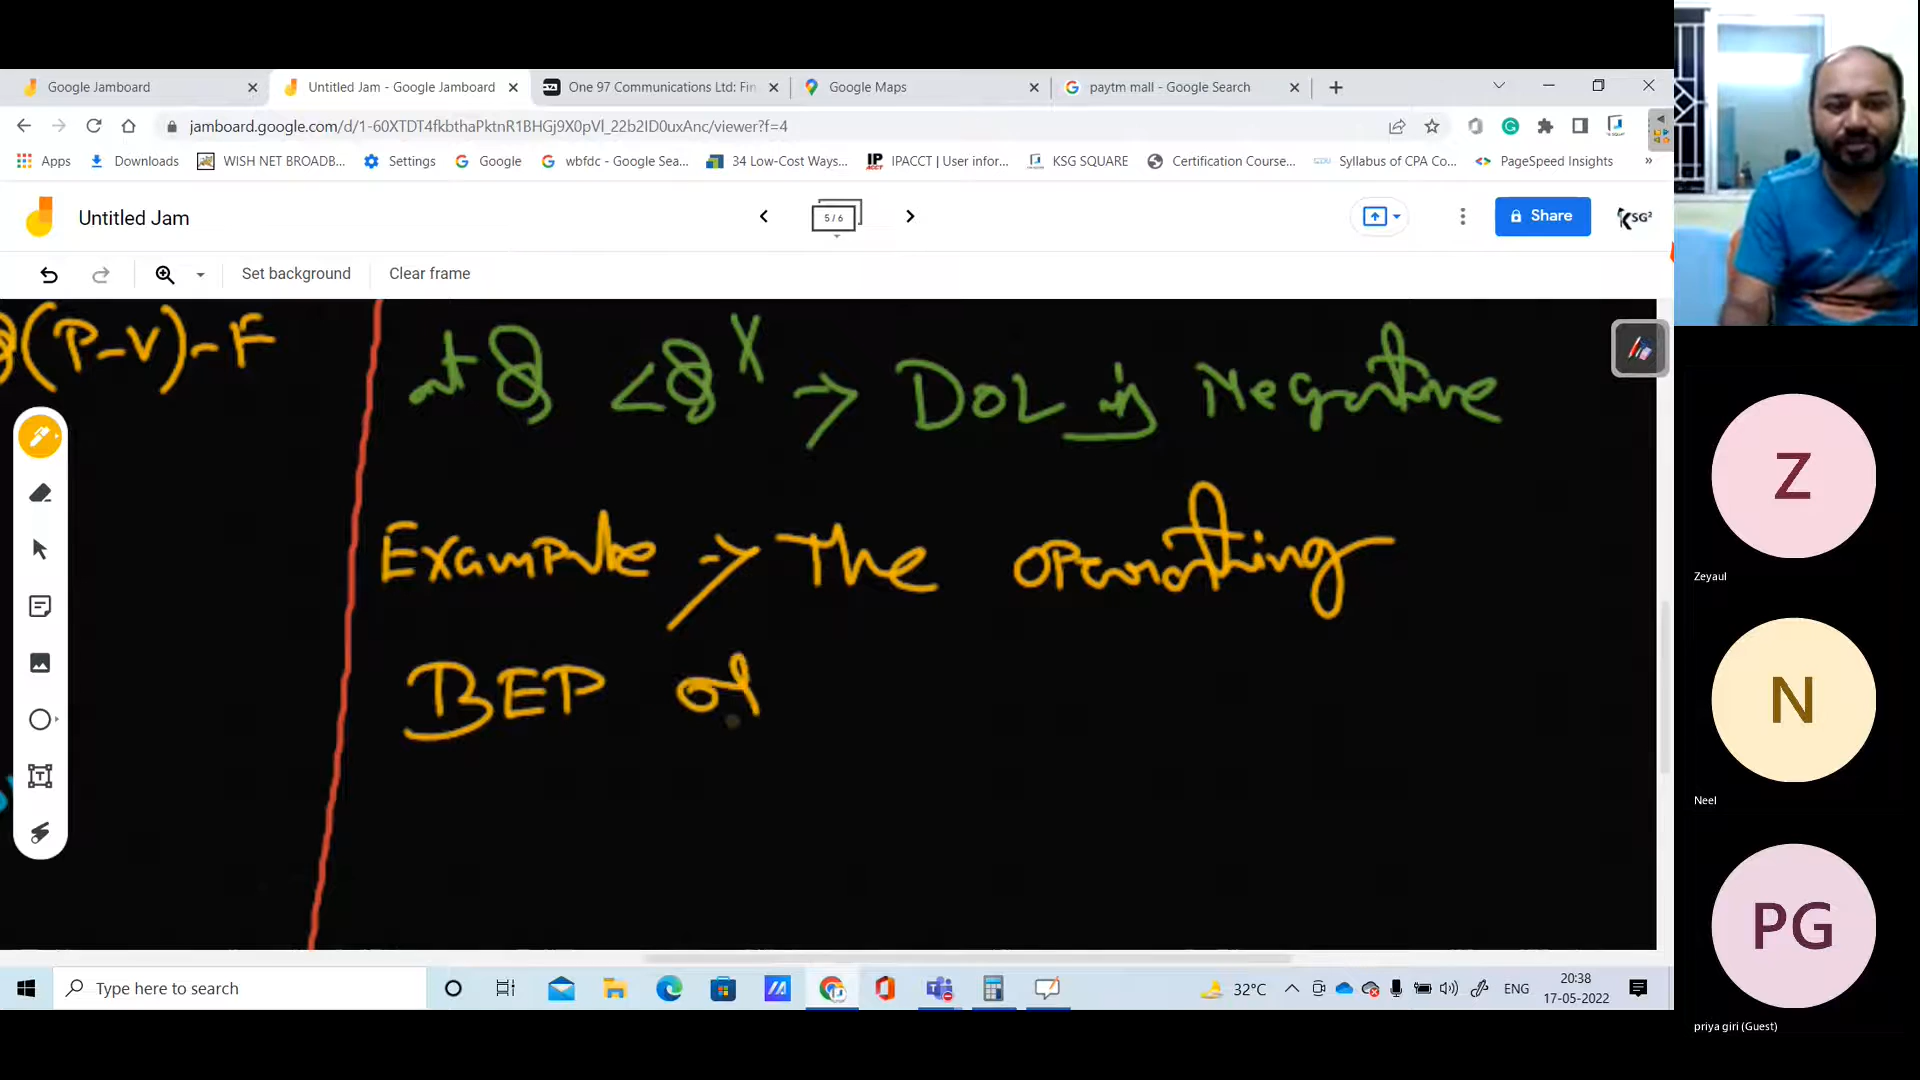 Google Jamboard
Untitled Jam - Google Jamboard
One 97 Communications Ltd: Fin
Google Maps
paytm mall - Google Search
jamboard.google.com/d/1-60XTDT4fkbthaPktnR1BHGj9X0pVl_22b2ID0uxAnc/viewer?f=4
Apps
Downloads
WISH NET BROADB...
Settings
Google
wbfdc - Google Sea...
34 Low-Cost Ways...
IPACCT | User infor...
KSG SQUARE
Certification Course...
Syllabus of CPA Co...
PageSpeed Insights
Untitled Jam
5 / 6
Share
KSG²
Set background
Clear frame
Q(P-V)-F
at Q < Q* → DOL is Negative
Example → The operating
BEP of
Z
Zeyaul
N
Neel
PG
priya giri (Guest)
Type here to search
32°C
ENG
20:38
17-05-2022